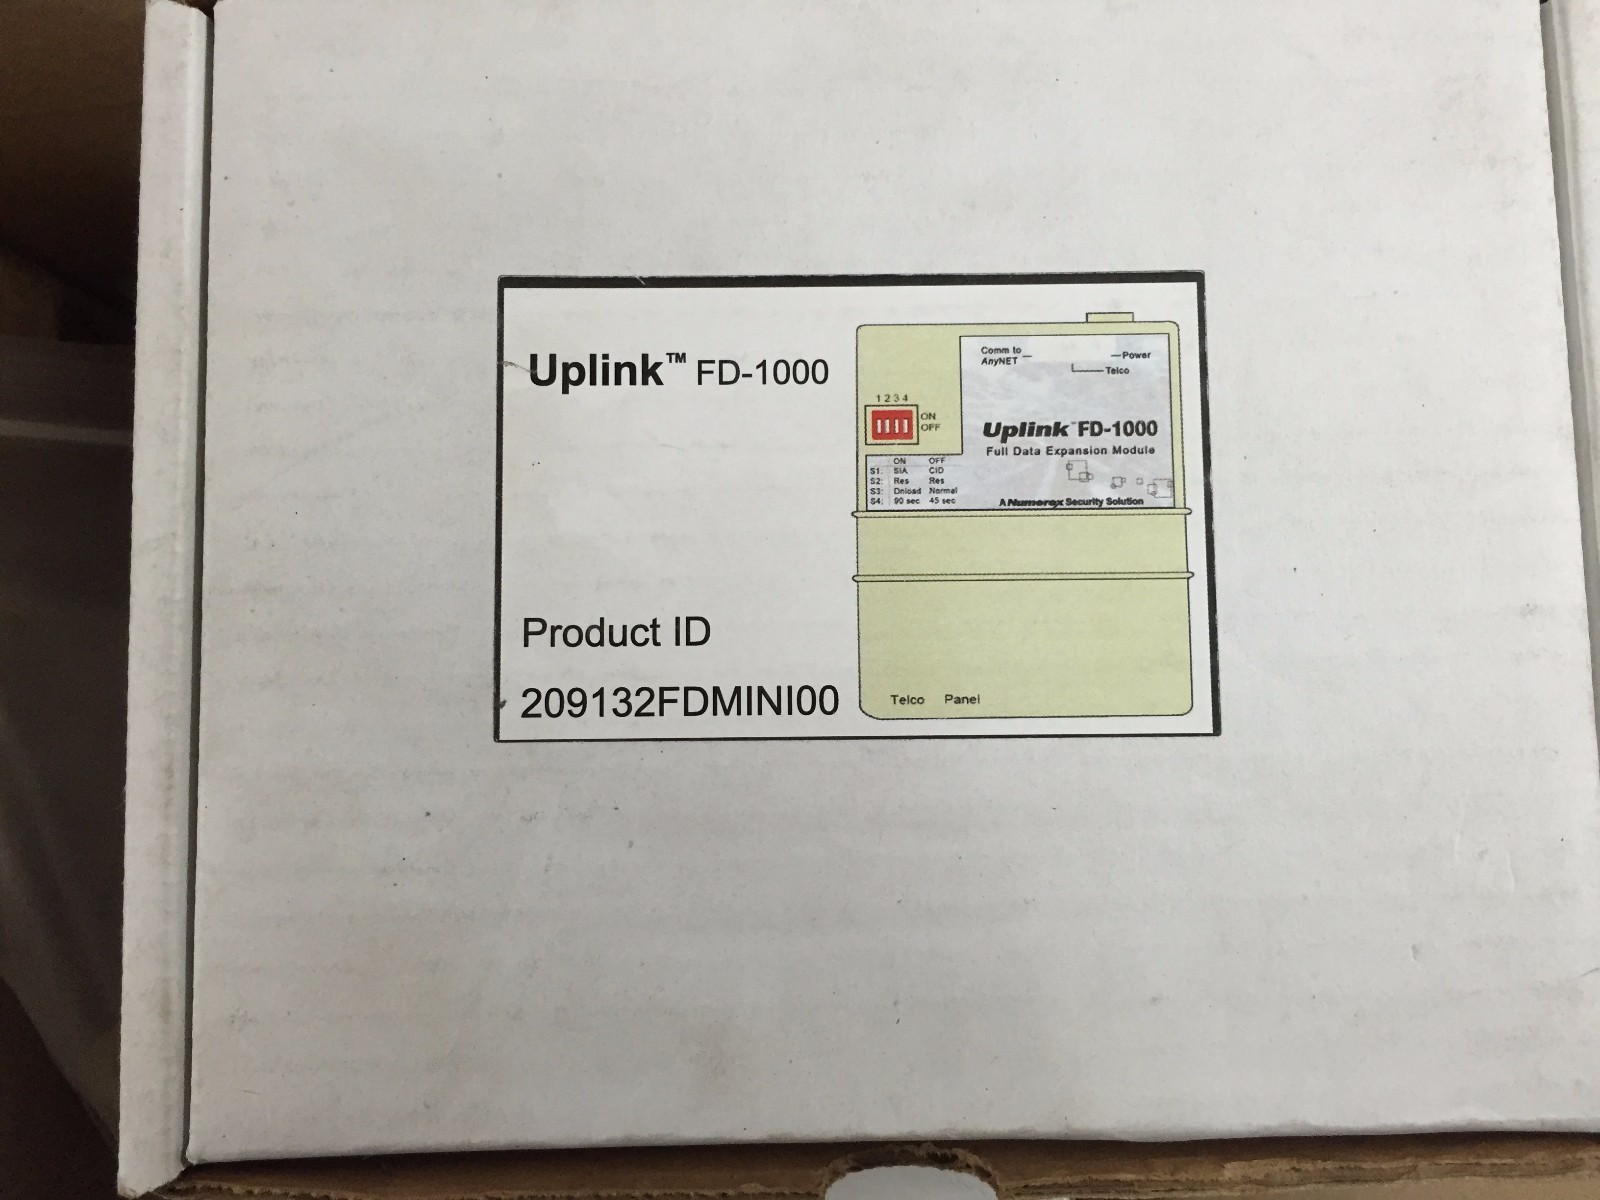 Uplink™ FD-1000
Product ID
209132FDMINI00
Comm to
AnyNET
Power
Telco
1 2 3 4
ON
OFF
Uplink™ FD-1000
Full Data Expansion Module
ON OFF
S1: SIA CID
S2: Res Res
S3: Dnload Normal
S4: 90 sec 45 sec
A Numerex Security Solution
Telco Panel